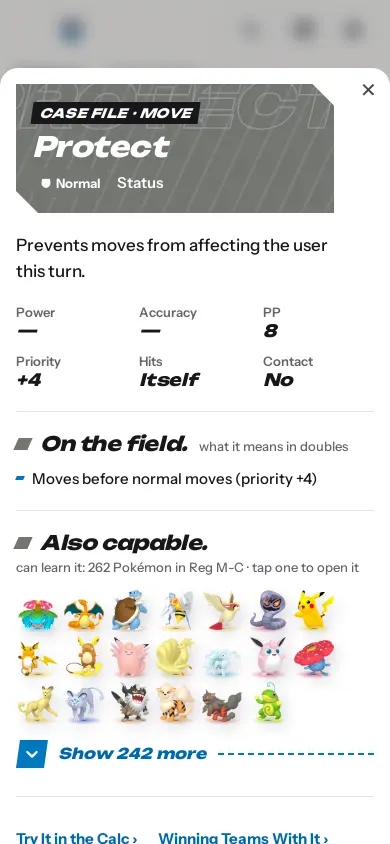 PROTECT
CASE FILE · MOVE
Protect
Normal Status
Prevents moves from affecting the user
this turn.
Power Accuracy PP
— — 8
Priority Hits Contact
+4 Itself No
On the field. what it means in doubles
Moves before normal moves (priority +4)
Also capable.
can learn it: 262 Pokémon in Reg M-C · tap one to open it
Show 242 more
Try It in the Calc › Winning Teams With It ›